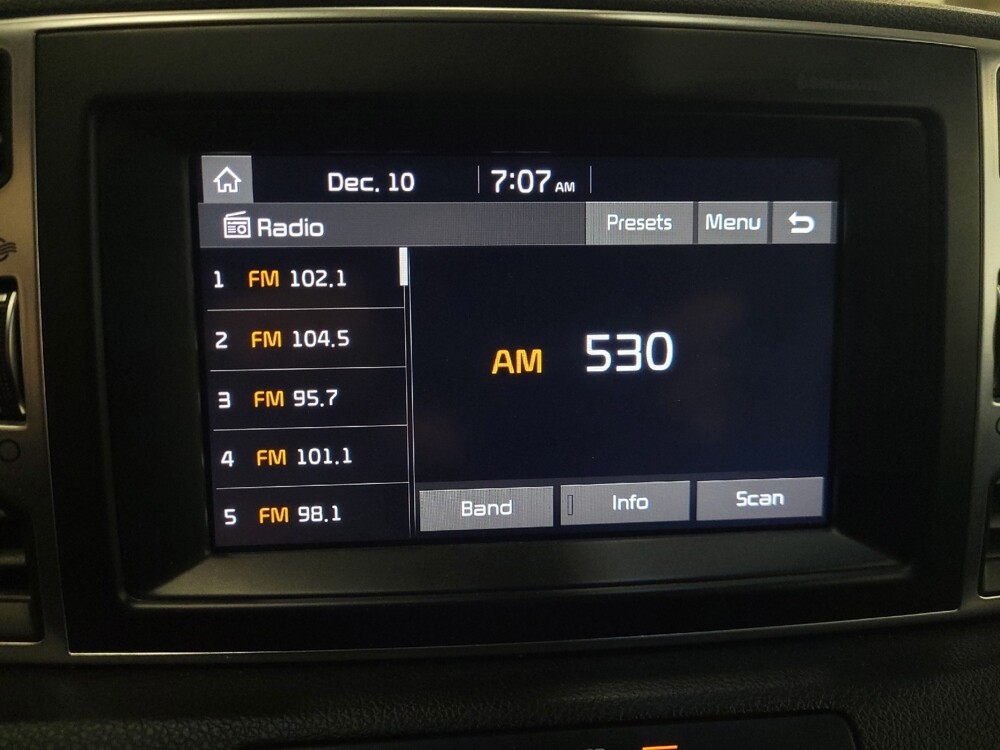 Dec. 10 7:07 AM
Radio Presets Menu
1 FM 102.1
2 FM 104.5
3 FM 95.7
4 FM 101.1
5 FM 98.1
AM 530
Band Info Scan